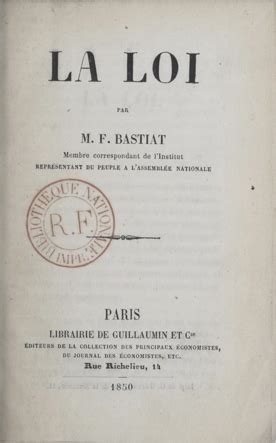 LA LOI
PAR
M. F. BASTIAT
Membre correspondant de l'Institut
REPRÉSENTANT DU PEUPLE A L'ASSEMBLÉE NATIONALE
BIBLIOTHÈQUE NATIONALE
R.F.
IMPR.
PARIS
LIBRAIRIE DE GUILLAUMIN ET Cie
ÉDITEURS DE LA COLLECTION DES PRINCIPAUX ÉCONOMISTES,
DU JOURNAL DES ÉCONOMISTES, ETC.
Rue Richelieu, 14
1850